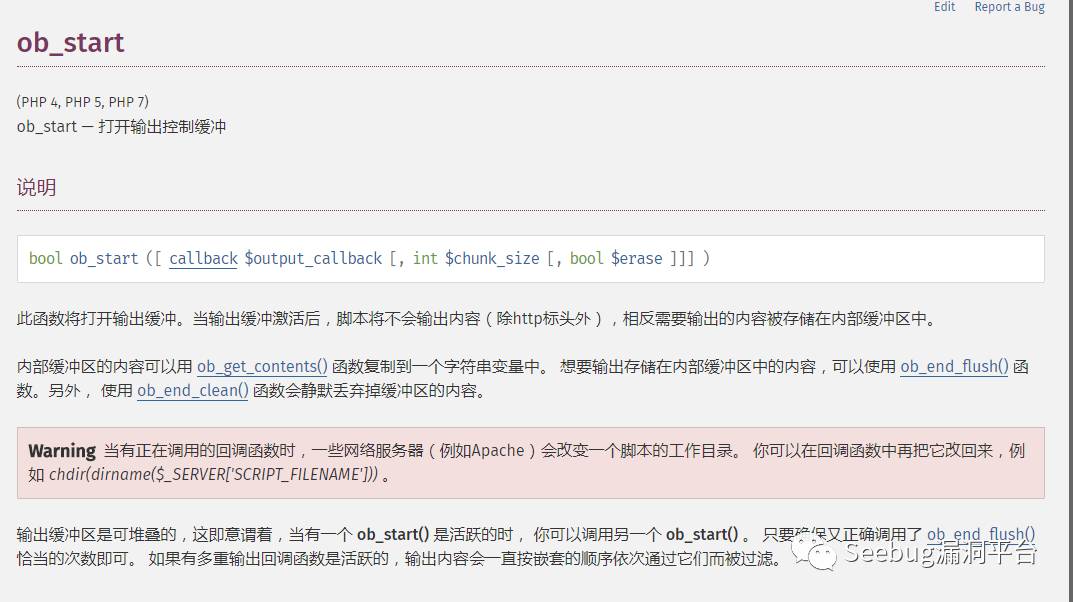 Edit Report a Bug
ob_start
(PHP 4, PHP 5, PHP 7)
ob_start — 打开输出控制缓冲
说明
bool ob_start ([ callback $output_callback [, int $chunk_size [, bool $erase ]]] )
此函数将打开输出缓冲。当输出缓冲激活后，脚本将不会输出内容（除http标头外），相反需要输出的内容被存储在内部缓冲区中。
内部缓冲区的内容可以用 ob_get_contents() 函数复制到一个字符串变量中。 想要输出存储在内部缓冲区中的内容，可以使用 ob_end_flush() 函
数。另外， 使用 ob_end_clean() 函数会静默丢弃掉缓冲区的内容。
Warning 当有正在调用的回调函数时，一些网络服务器（例如Apache）会改变一个脚本的工作目录。 你可以在回调函数中再把它改回来，例
如 chdir(dirname($_SERVER['SCRIPT_FILENAME'])) 。
输出缓冲区是可堆叠的，这即意谓着，当有一个 ob_start() 是活跃的时， 你可以调用另一个 ob_start() 。 只要确保又正确调用了 ob_end_flush()
恰当的次数即可。 如果有多重输出回调函数是活跃的，输出内容会一直按嵌套的顺序依次通过它们而被过滤。
Seebug漏洞平台